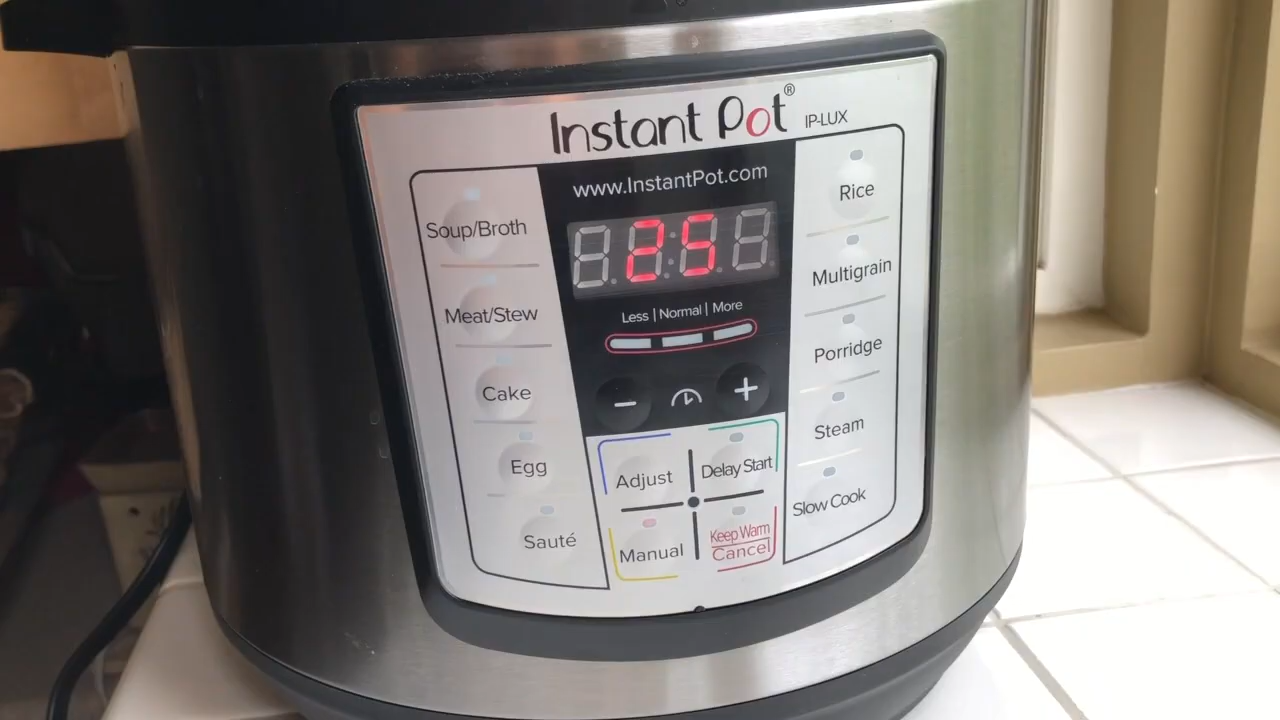 Instant Pot® IP-LUX
www.InstantPot.com
25
Less | Normal | More
− +
Soup/Broth
Meat/Stew
Cake
Egg
Sauté
Adjust
Delay Start
Manual
Keep Warm
Cancel
Rice
Multigrain
Porridge
Steam
Slow Cook